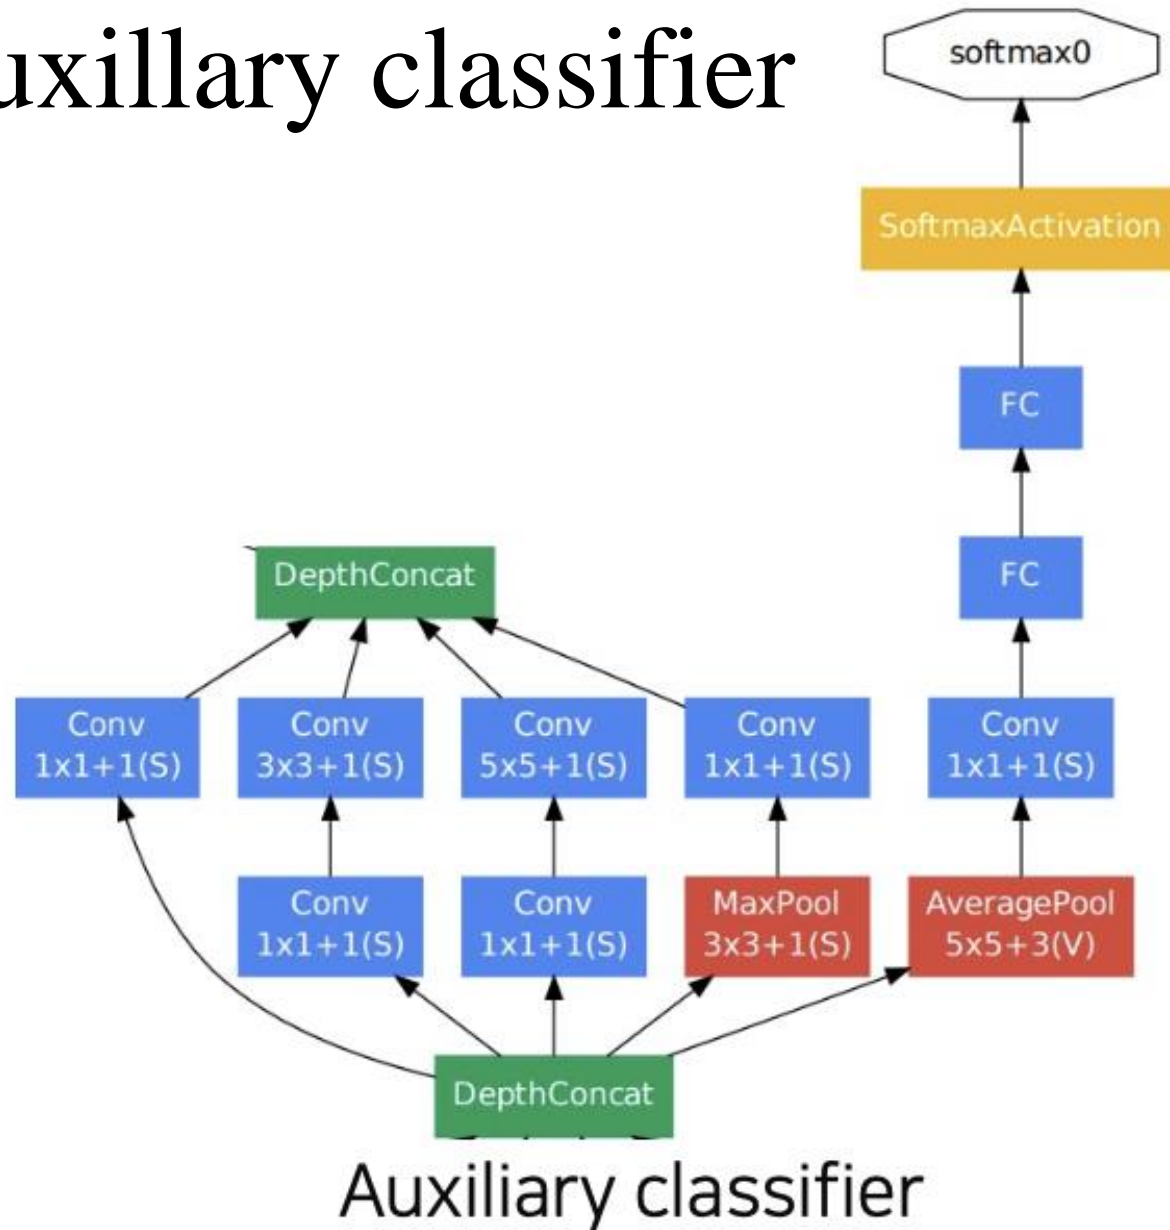 uxillary classifier
softmax0
SoftmaxActivation
FC
FC
DepthConcat
Conv
1x1+1(S)
Conv
3x3+1(S)
Conv
5x5+1(S)
Conv
1x1+1(S)
Conv
1x1+1(S)
Conv
1x1+1(S)
Conv
1x1+1(S)
MaxPool
3x3+1(S)
AveragePool
5x5+3(V)
DepthConcat
Auxiliary classifier